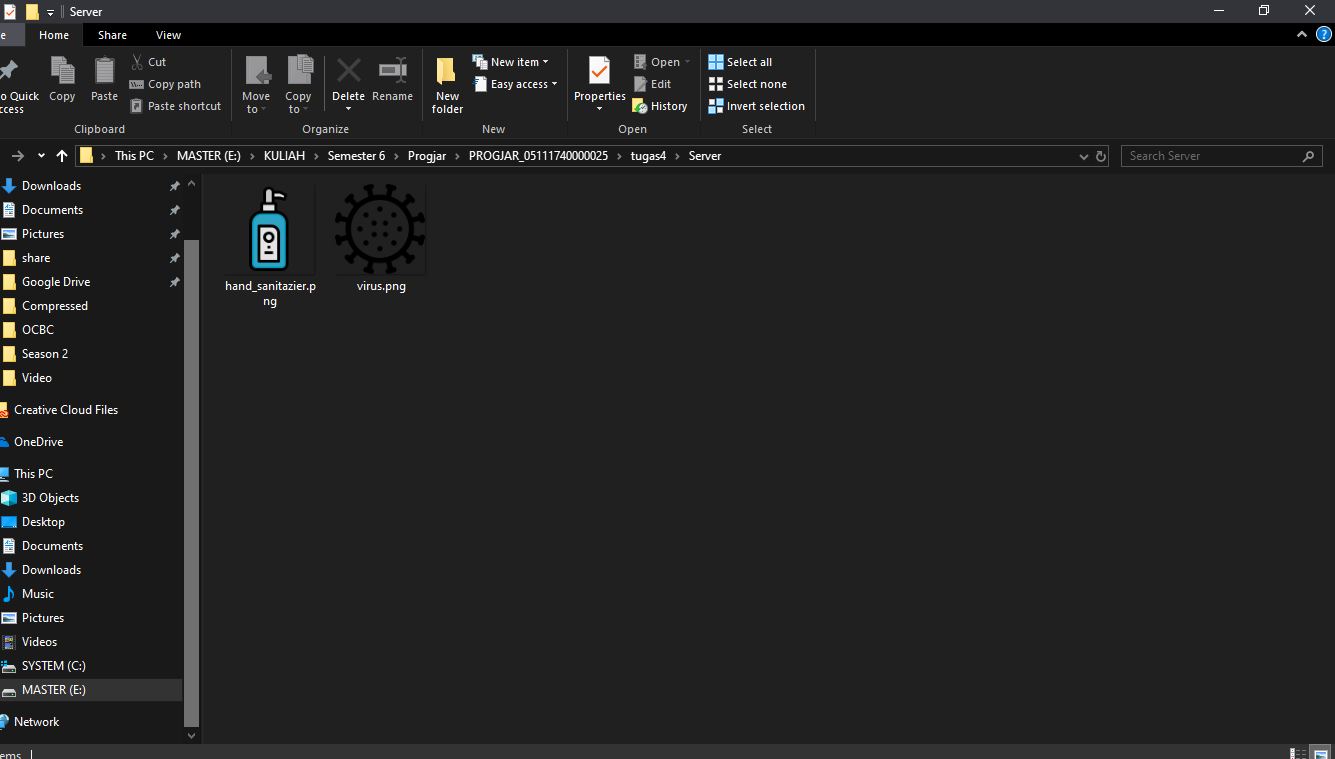 Server
e
Home
Share
View
o Quick
ccess
Copy
Paste
Cut
Copy path
Paste shortcut
Clipboard
Move
to
Copy
to
Delete
Rename
Organize
New
folder
New item
Easy access
New
Properties
Open
Edit
History
Open
Select all
Select none
Invert selection
Select
This PC > MASTER (E:) > KULIAH > Semester 6 > Progjar > PROGJAR_05111740000025 > tugas4 > Server
Search Server
Downloads
Documents
Pictures
share
Google Drive
Compressed
OCBC
Season 2
Video
Creative Cloud Files
OneDrive
This PC
3D Objects
Desktop
Documents
Downloads
Music
Pictures
Videos
SYSTEM (C:)
MASTER (E:)
Network
hand_sanitazier.p
ng
virus.png
ems